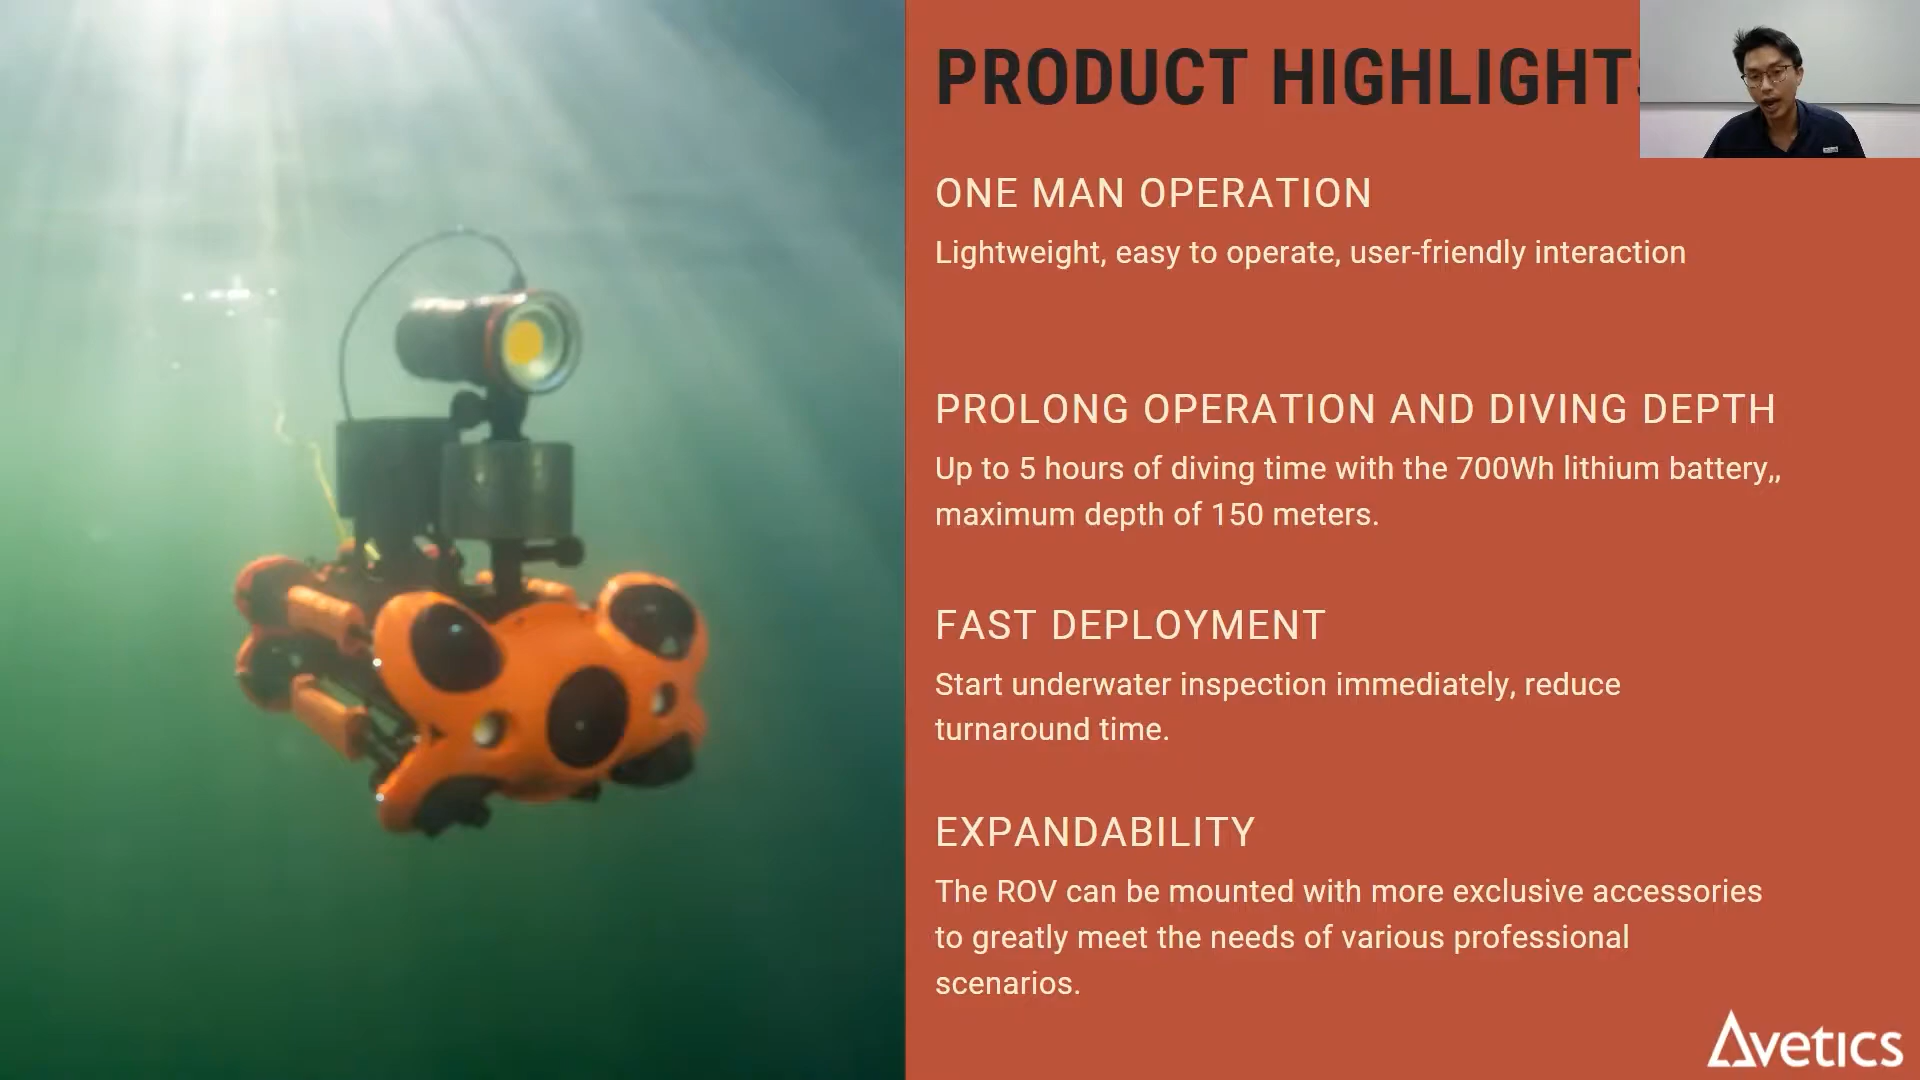 PRODUCT HIGHLIGHTS
ONE MAN OPERATION
Lightweight, easy to operate, user-friendly interaction
PROLONG OPERATION AND DIVING DEPTH
Up to 5 hours of diving time with the 700Wh lithium battery,,
maximum depth of 150 meters.
FAST DEPLOYMENT
Start underwater inspection immediately, reduce
turnaround time.
EXPANDABILITY
The ROV can be mounted with more exclusive accessories
to greatly meet the needs of various professional
scenarios.
Avetics